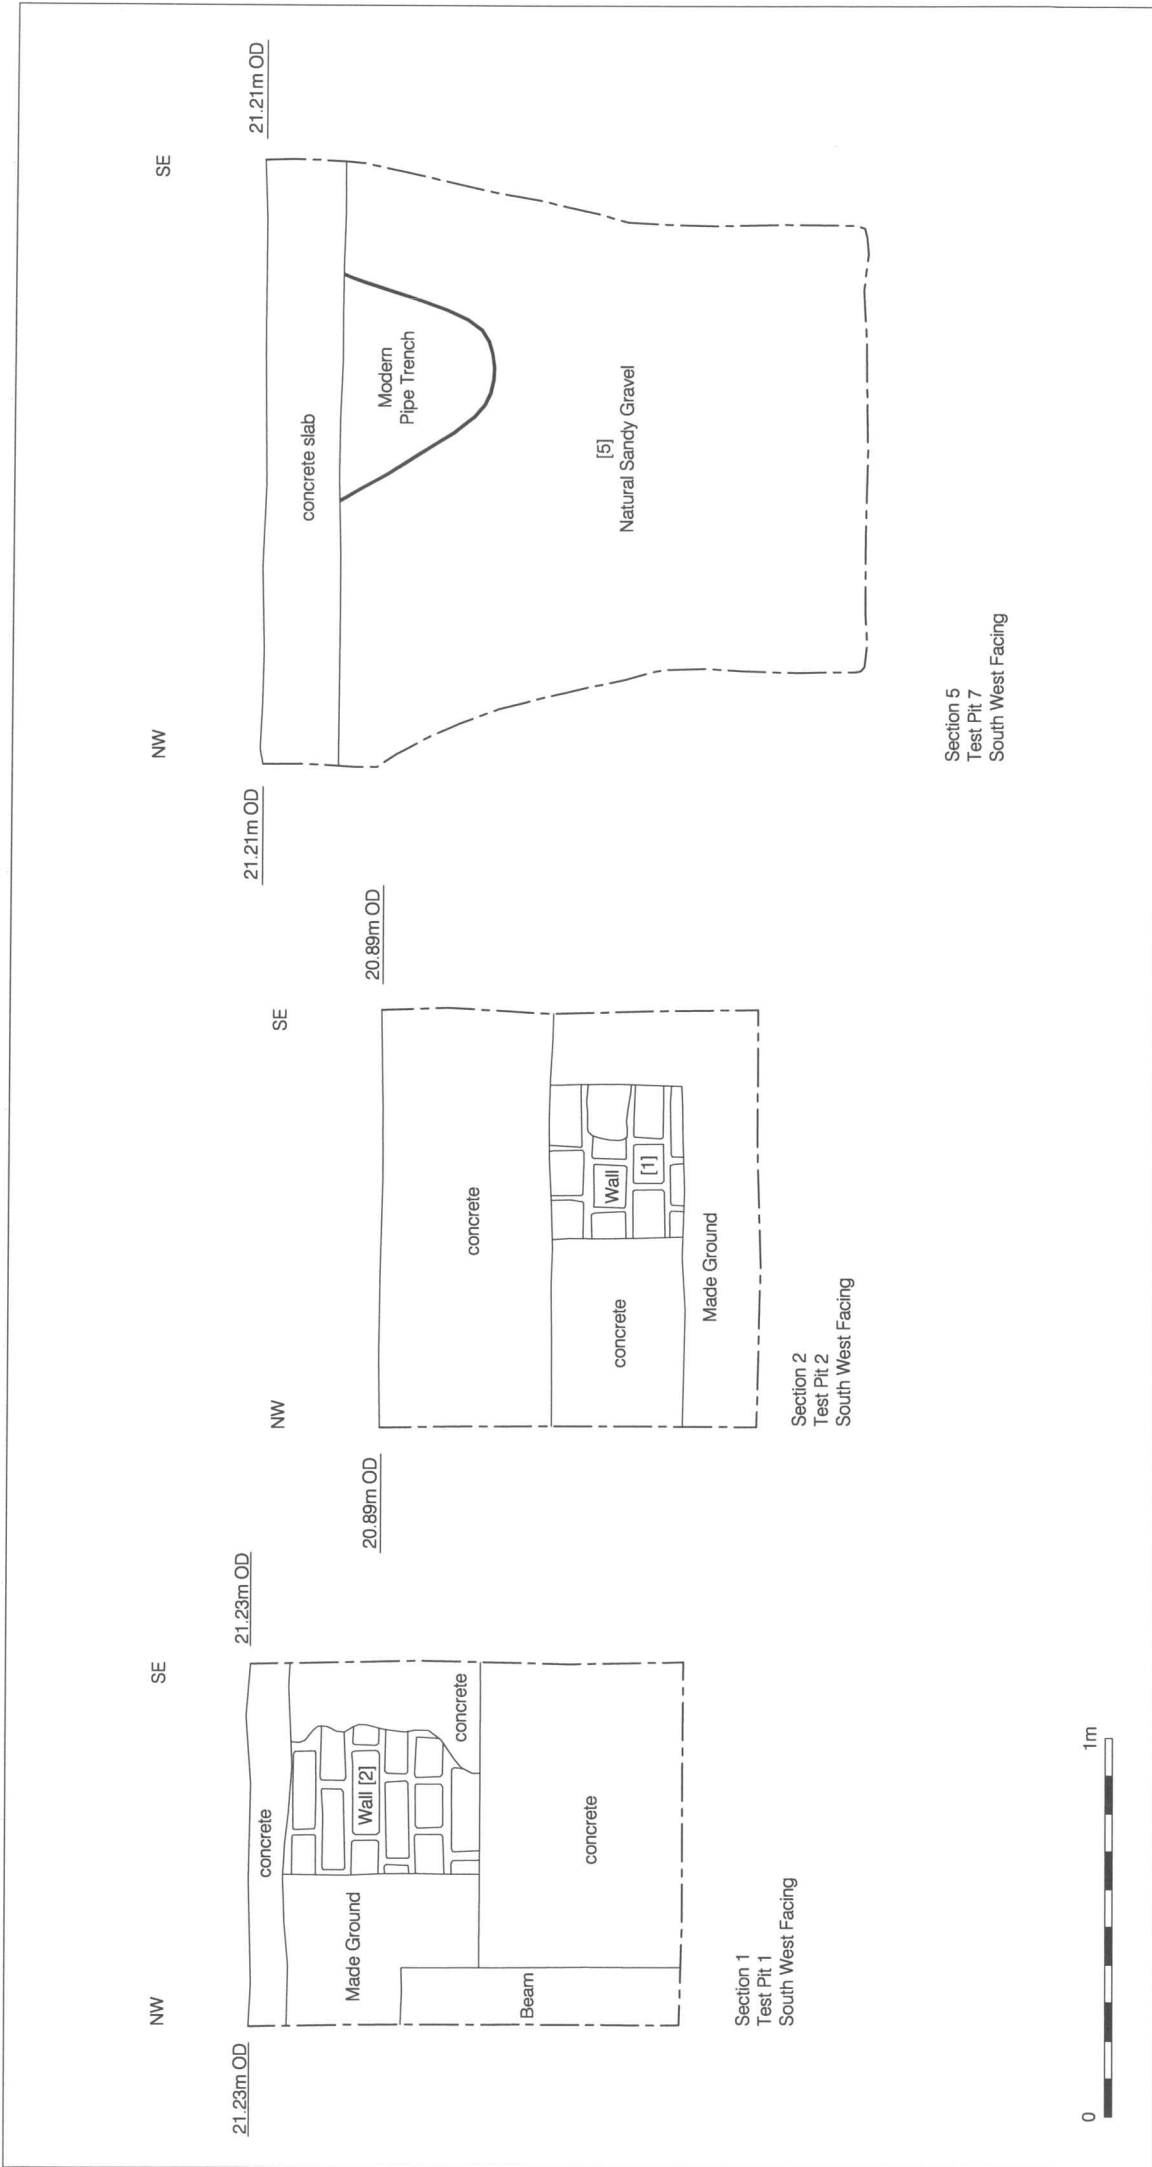 NW
SE
21.23m OD
21.23m OD
concrete
Made Ground
Wall [2]
concrete
Beam
concrete
Section 1
Test Pit 1
South West Facing
NW
SE
20.89m OD
20.89m OD
concrete
concrete
Wall
[1]
Made Ground
Section 2
Test Pit 2
South West Facing
NW
SE
21.21m OD
21.21m OD
concrete slab
Modern
Pipe Trench
[5]
Natural Sandy Gravel
Section 5
Test Pit 7
South West Facing
0
1m